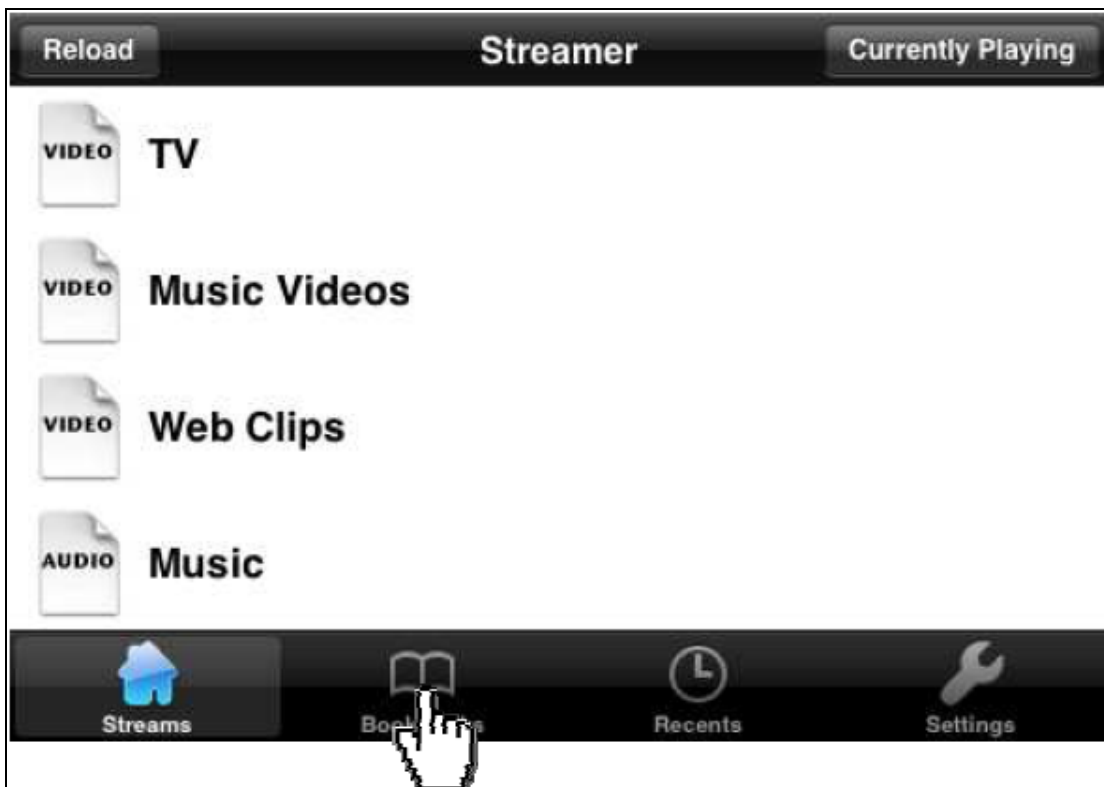 Reload Streamer Currently Playing
VIDEO TV
VIDEO Music Videos
VIDEO Web Clips
AUDIO Music
Streams Recents Settings